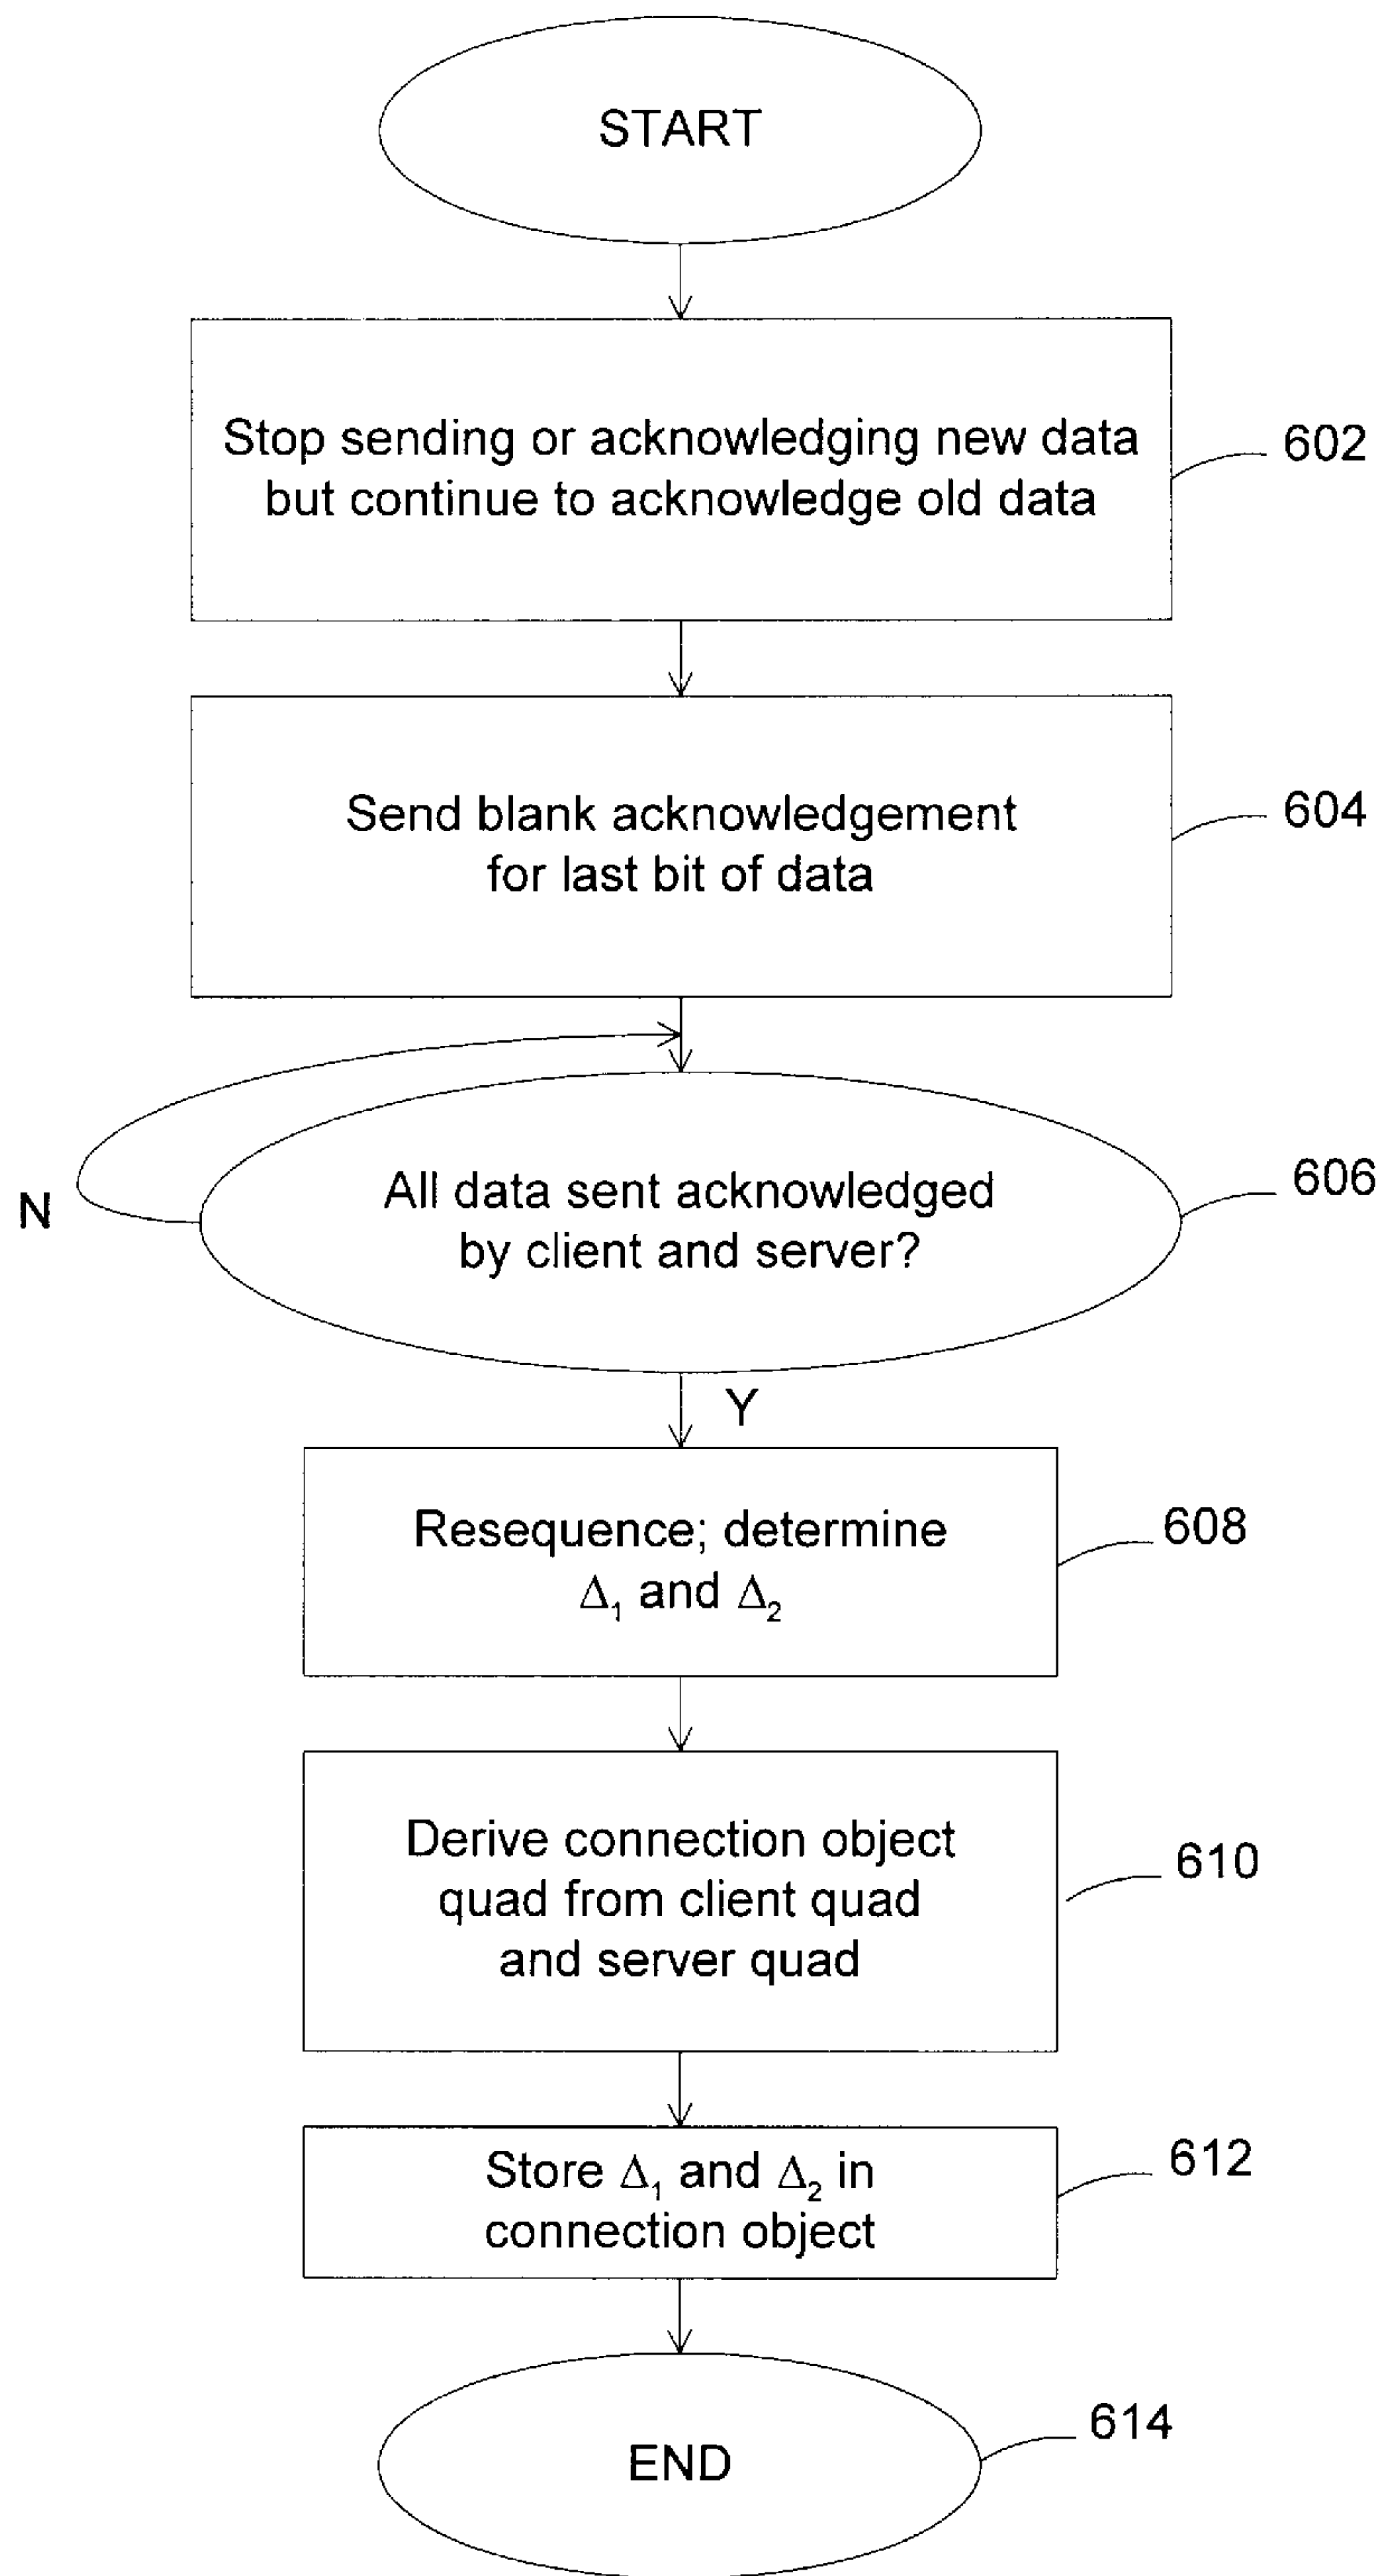 START
Stop sending or acknowledging new data
but continue to acknowledge old data
602
Send blank acknowledgement
for last bit of data
604
All data sent acknowledged
by client and server?
606
N
Y
Resequence; determine
Δ₁ and Δ₂
608
Derive connection object
quad from client quad
and server quad
610
Store Δ₁ and Δ₂ in
connection object
612
END
614